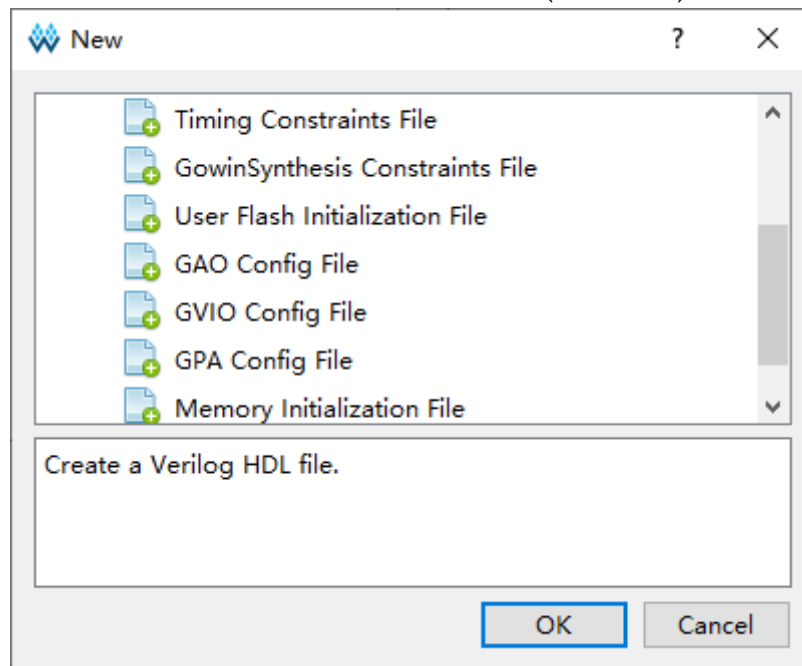 New
Timing Constraints File
GowinSynthesis Constraints File
User Flash Initialization File
GAO Config File
GVIO Config File
GPA Config File
Memory Initialization File
Create a Verilog HDL file.
OK Cancel